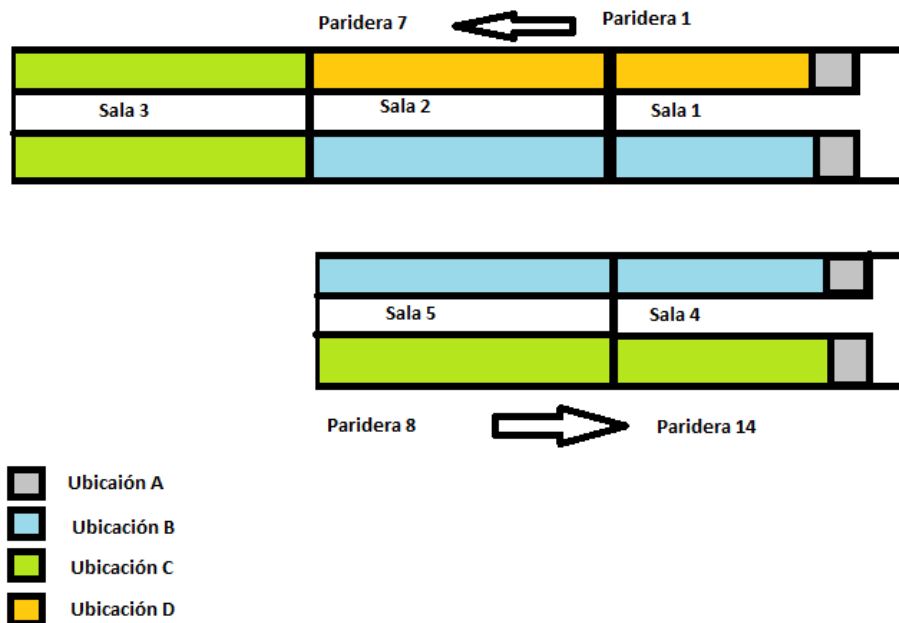 Paridera 7
Paridera 1
Sala 3
Sala 2
Sala 1
Sala 5
Sala 4
Paridera 8
Paridera 14
Ubicaión A
Ubicación B
Ubicación C
Ubicación D